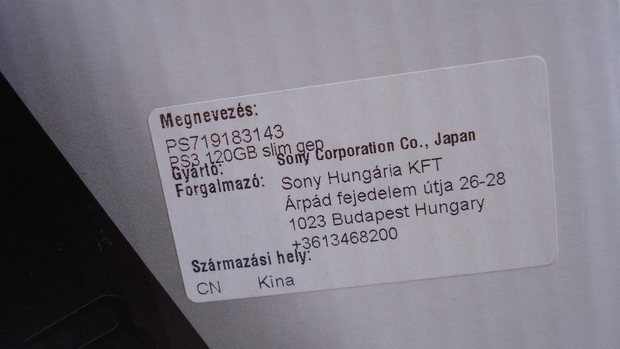 Megnevezés:
PS719183143
PS3 120GB slim gep
Gyártó: Sony Corporation Co., Japan
Forgalmazó: Sony Hungária KFT
Árpád fejedelem útja 26-28
1023 Budapest Hungary
+3613468200
Származási hely:
CN Kína